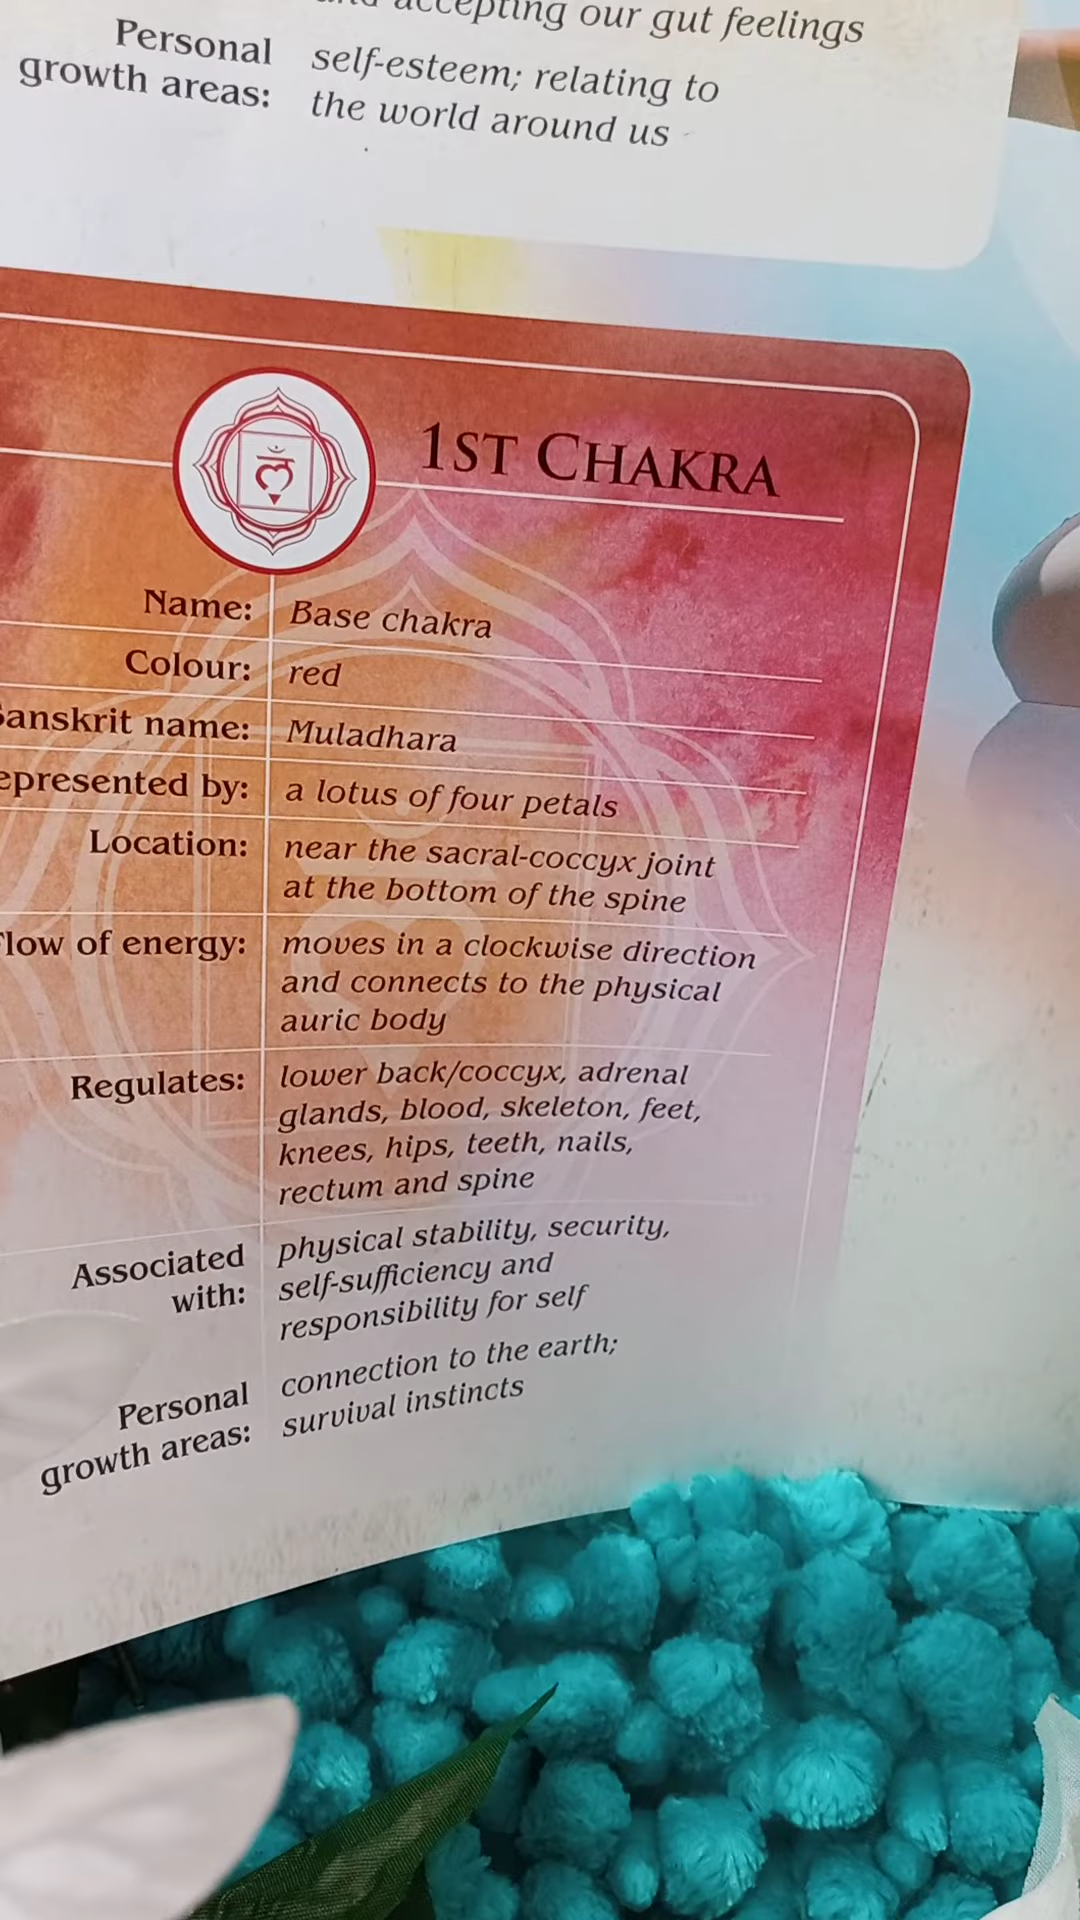 accepting our gut feelings
Personal growth areas: self-esteem; relating to
the world around us
1ST CHAKRA
Name: Base chakra
Colour: red
Sanskrit name: Muladhara
epresented by: a lotus of four petals
Location: near the sacral-coccyx joint
at the bottom of the spine
Flow of energy: moves in a clockwise direction
and connects to the physical
auric body
Regulates: lower back/coccyx, adrenal
glands, blood, skeleton, feet,
knees, hips, teeth, nails,
rectum and spine
Associated with: physical stability, security,
self-sufficiency and
responsibility for self
Personal growth areas: connection to the earth;
survival instincts